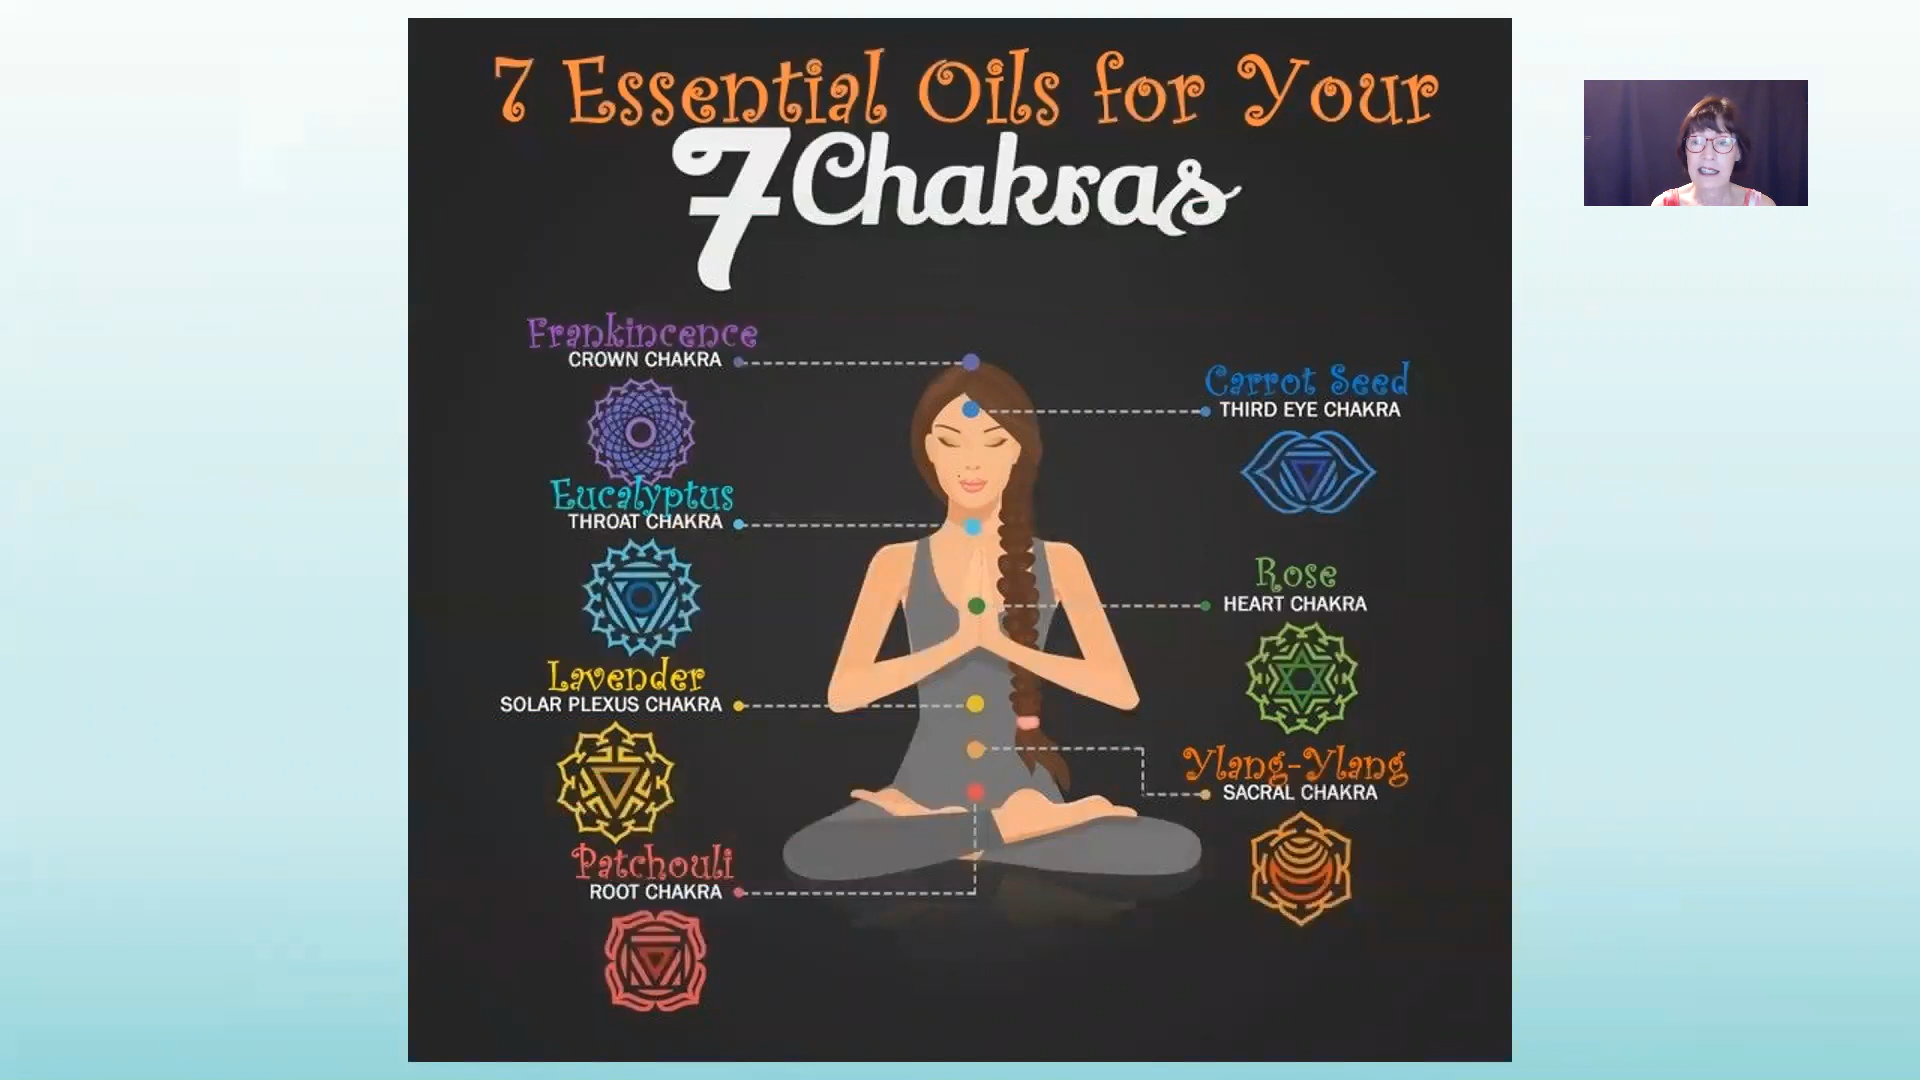 7 Essential Oils for Your
7 Chakras
Frankincence
CROWN CHAKRA
Carrot Seed
THIRD EYE CHAKRA
Eucalyptus
THROAT CHAKRA
Rose
HEART CHAKRA
Lavender
SOLAR PLEXUS CHAKRA
Ylang-Ylang
SACRAL CHAKRA
Patchouli
ROOT CHAKRA